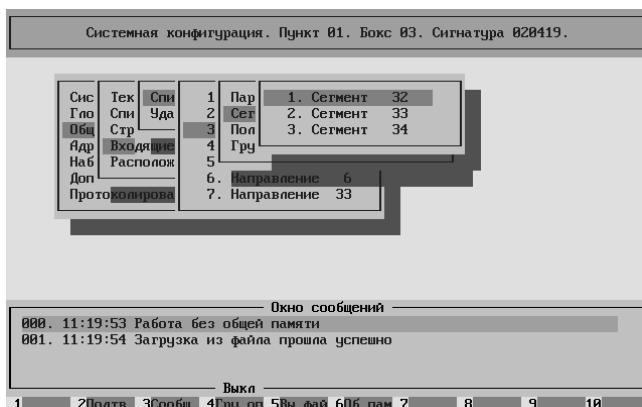 Системная конфигурация. Пункт 01. Бокс 03. Сигнатура 020419.
Сис Тек Спи 1 Пар 1. Сегмент 32
Гло Спи Уда 2 Сег 2. Сегмент 33
Общ Стр 3 Пол 3. Сегмент 34
Адр Входящие 4 Гру
Наб Располож 5
Доп 6. Направление 6
Протоколирова 7. Направление 33
Окно сообщений
000. 11:19:53 Работа без общей памяти
001. 11:19:54 Загрузка из файла прошла успешно
Выкл
1 2Подтв 3Сообщ 4Гру оп 5Вы фай 6Об пам 7 8 9 10